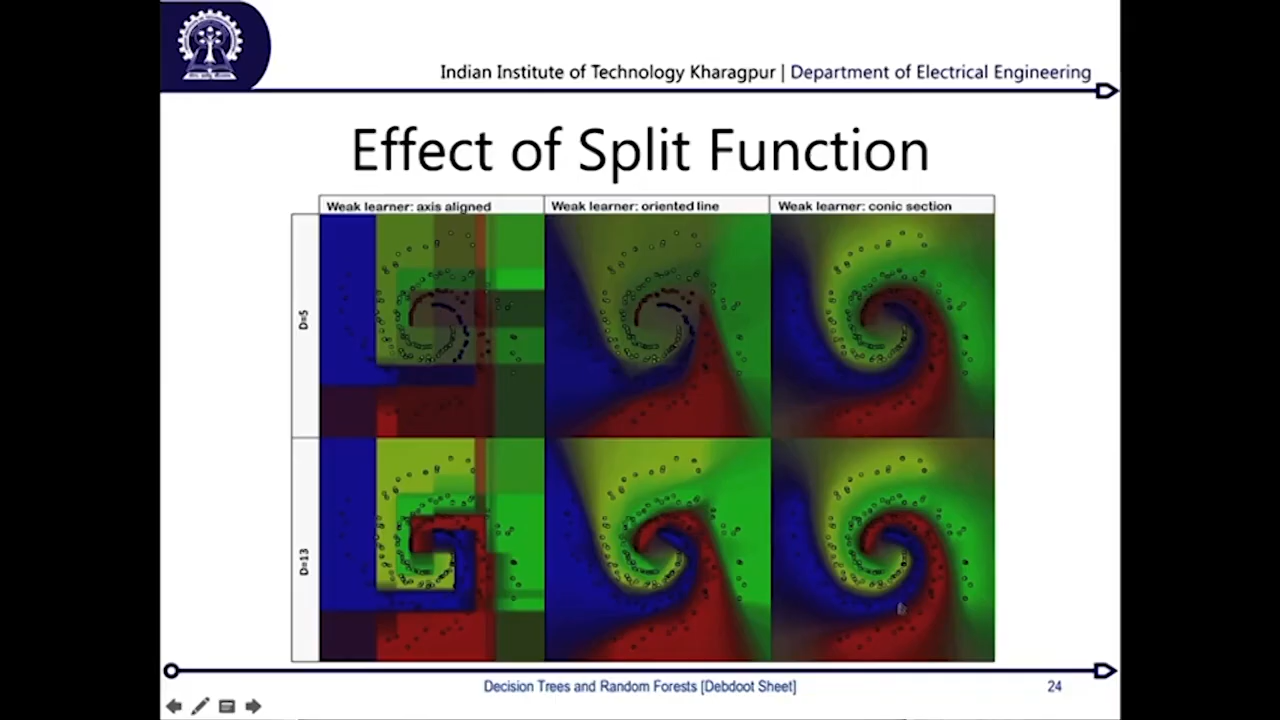 Indian Institute of Technology Kharagpur | Department of Electrical Engineering
Effect of Split Function
Weak learner: axis aligned
Weak learner: oriented line
Weak learner: conic section
D=5
D=13
Decision Trees and Random Forests [Debdoot Sheet]
24